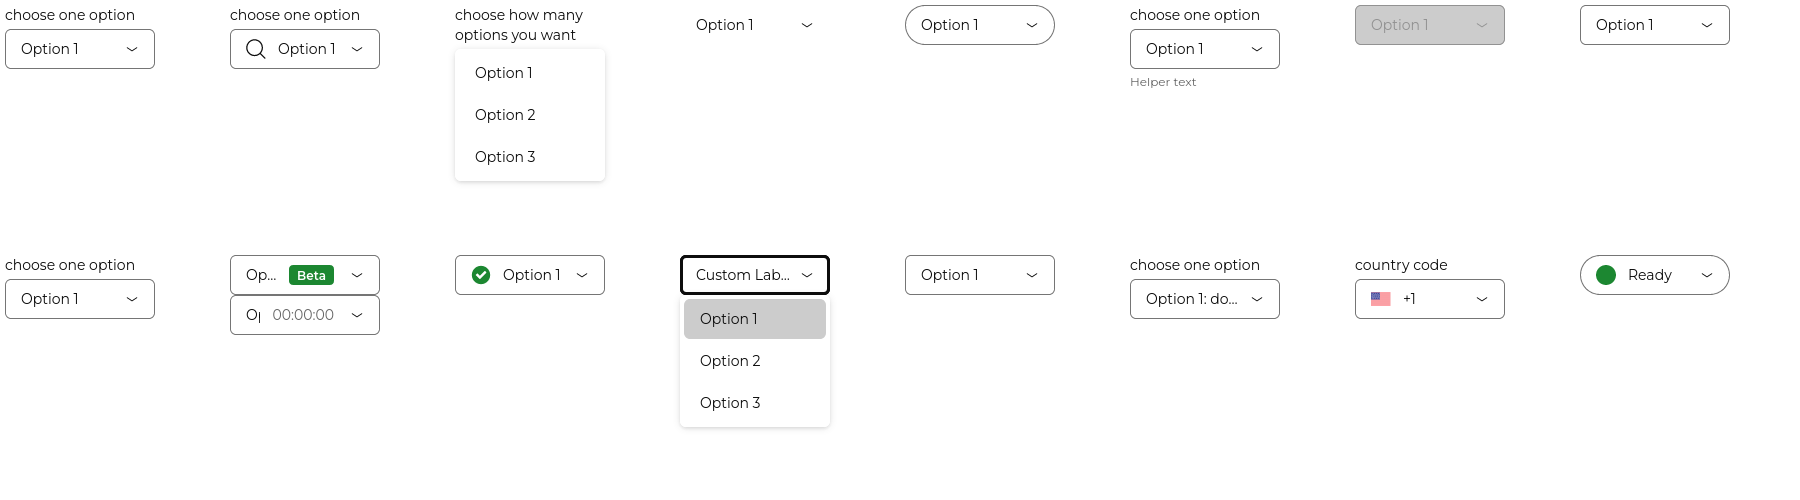 choose one option
Option 1
choose one option
Option 1
choose how many
options you want
Option 1
Option 2
Option 3
Option 1
Option 1
choose one option
Option 1
Helper text
Option 1
Option 1
choose one option
Option 1
Op... Beta
00:00:00
Option 1
Custom Lab...
Option 1
Option 2
Option 3
Option 1
choose one option
Option 1: do...
country code
+1
Ready